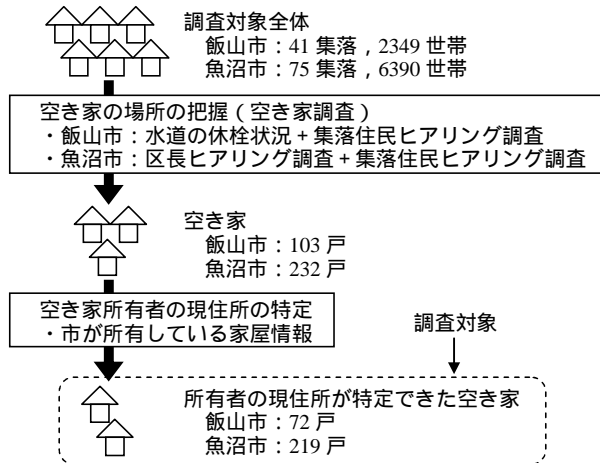 調査対象全体
飯山市：41 集落，2349 世帯
魚沼市：75 集落，6390 世帯
空き家の場所の把握（空き家調査）
・飯山市：水道の休栓状況＋集落住民ヒアリング調査
・魚沼市：区長ヒアリング調査＋集落住民ヒアリング調査
空き家
飯山市：103 戸
魚沼市：232 戸
空き家所有者の現住所の特定
・市が所有している家屋情報
調査対象
所有者の現住所が特定できた空き家
飯山市：72 戸
魚沼市：219 戸